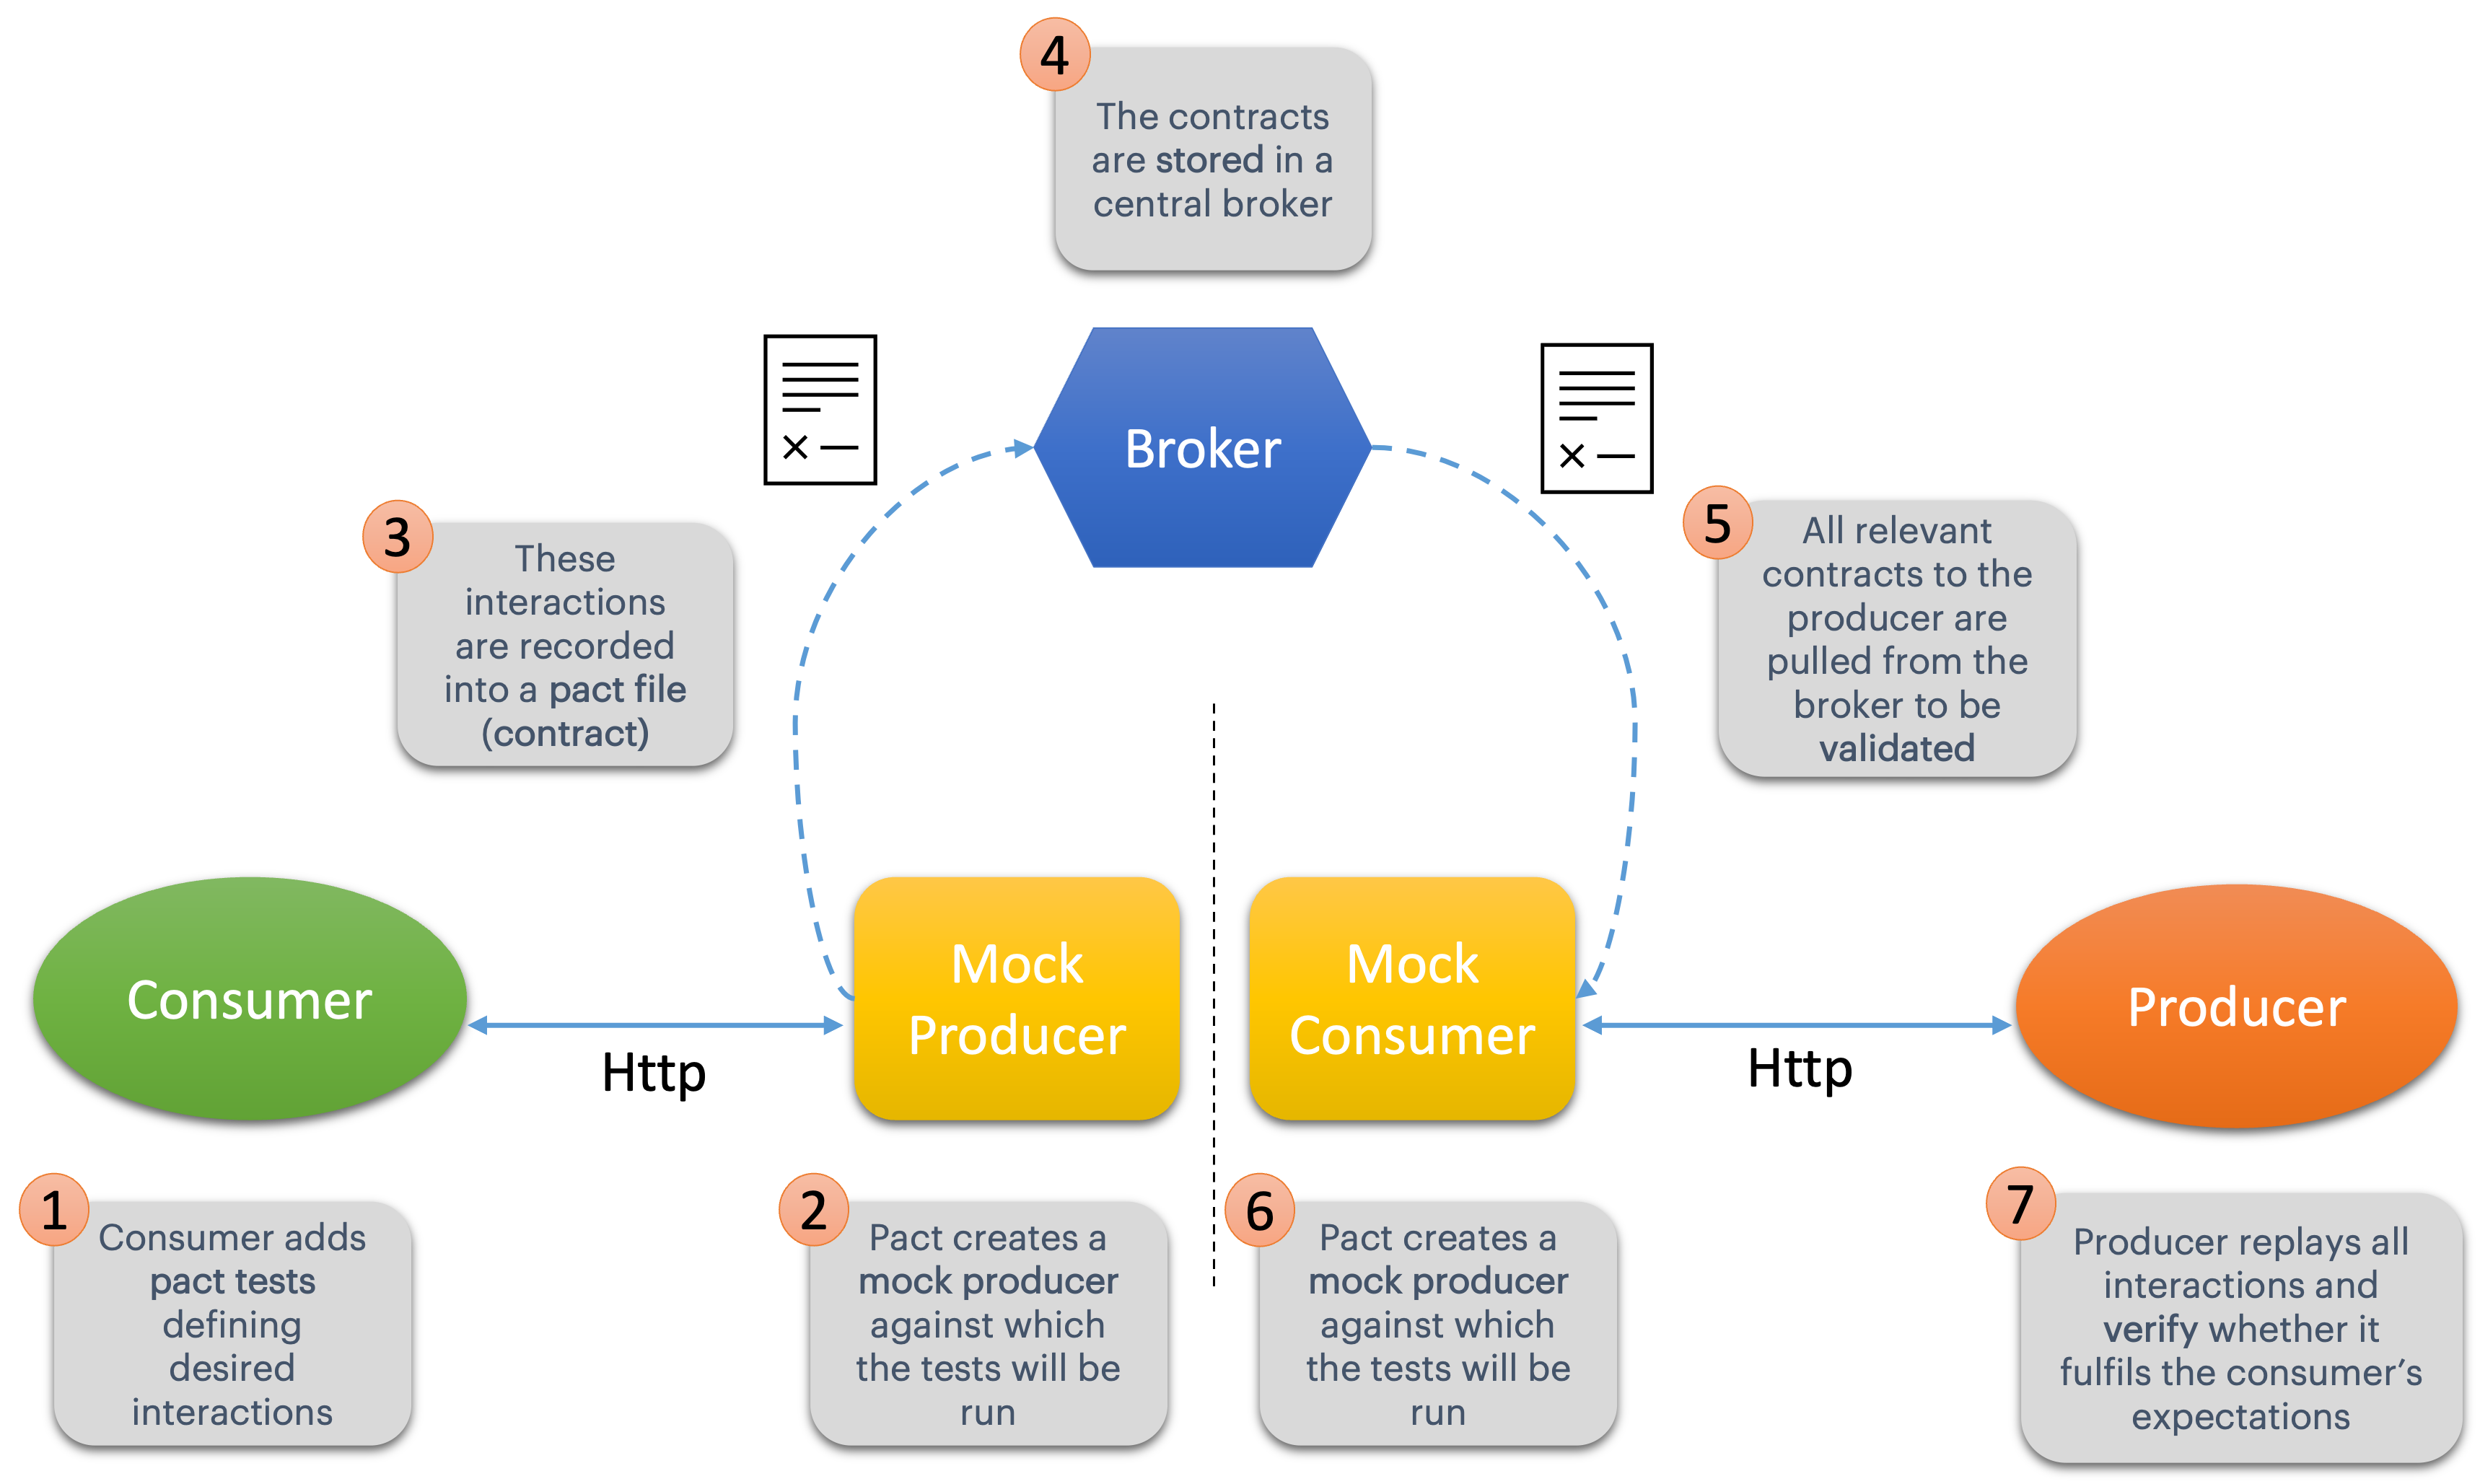 4
The contracts
are stored in a
central broker
Broker
3
These
interactions
are recorded
into a pact file
(contract)
5
All relevant
contracts to the
producer are
pulled from the
broker to be
validated
Consumer
Http
Mock
Producer
Mock
Consumer
Http
Producer
1
Consumer adds
pact tests
defining
desired
interactions
2
Pact creates a
mock producer
against which
the tests will be
run
6
Pact creates a
mock producer
against which
the tests will be
run
7
Producer replays all
interactions and
verify whether it
fulfils the consumer’s
expectations